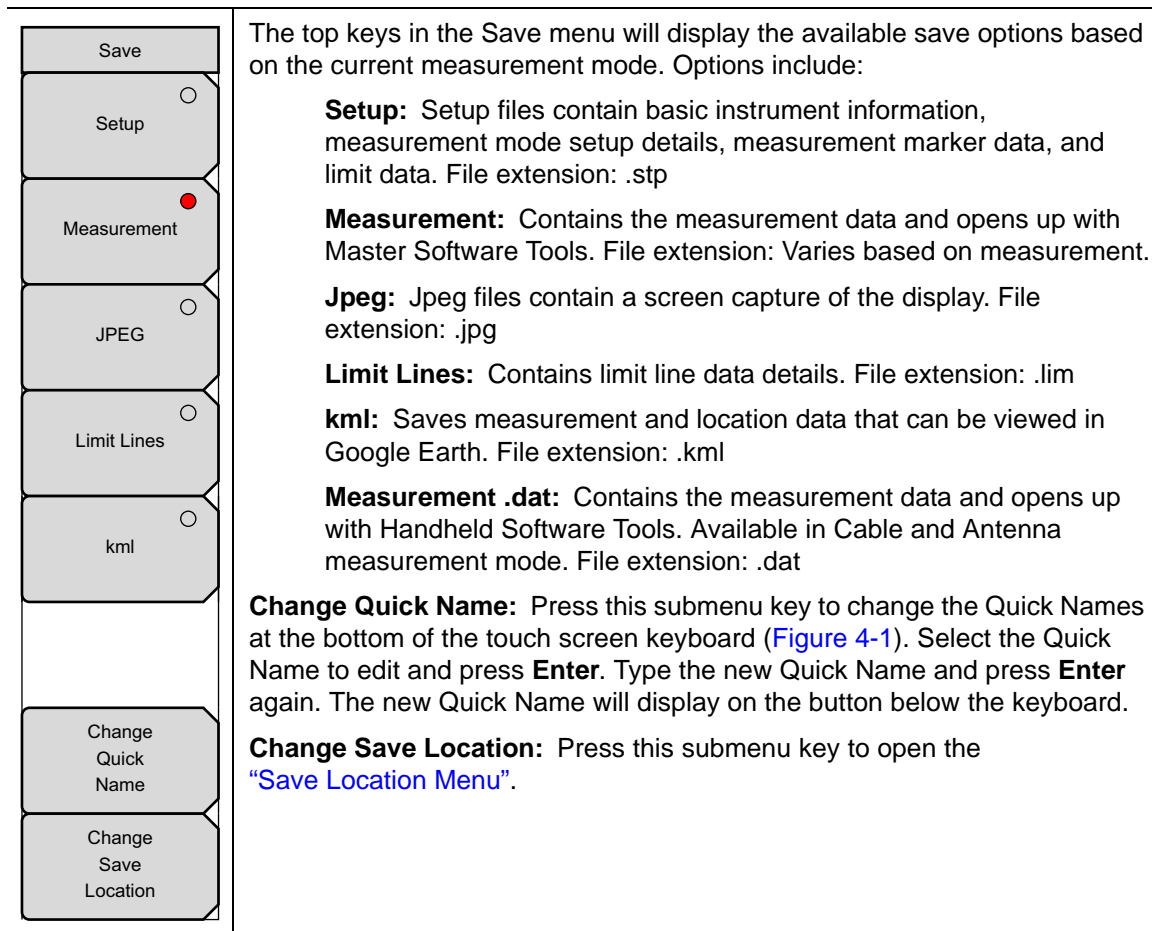 Save
Setup
Measurement
JPEG
Limit Lines
kml
Change
Quick
Name
Change
Save
Location
The top keys in the Save menu will display the available save options based
on the current measurement mode. Options include:
Setup: Setup files contain basic instrument information,
measurement mode setup details, measurement marker data, and
limit data. File extension: .stp
Measurement: Contains the measurement data and opens up with
Master Software Tools. File extension: Varies based on measurement.
Jpeg: Jpeg files contain a screen capture of the display. File
extension: .jpg
Limit Lines: Contains limit line data details. File extension: .lim
kml: Saves measurement and location data that can be viewed in
Google Earth. File extension: .kml
Measurement .dat: Contains the measurement data and opens up
with Handheld Software Tools. Available in Cable and Antenna
measurement mode. File extension: .dat
Change Quick Name: Press this submenu key to change the Quick Names
at the bottom of the touch screen keyboard (Figure 4-1). Select the Quick
Name to edit and press Enter. Type the new Quick Name and press Enter
again. The new Quick Name will display on the button below the keyboard.
Change Save Location: Press this submenu key to open the
“Save Location Menu”.